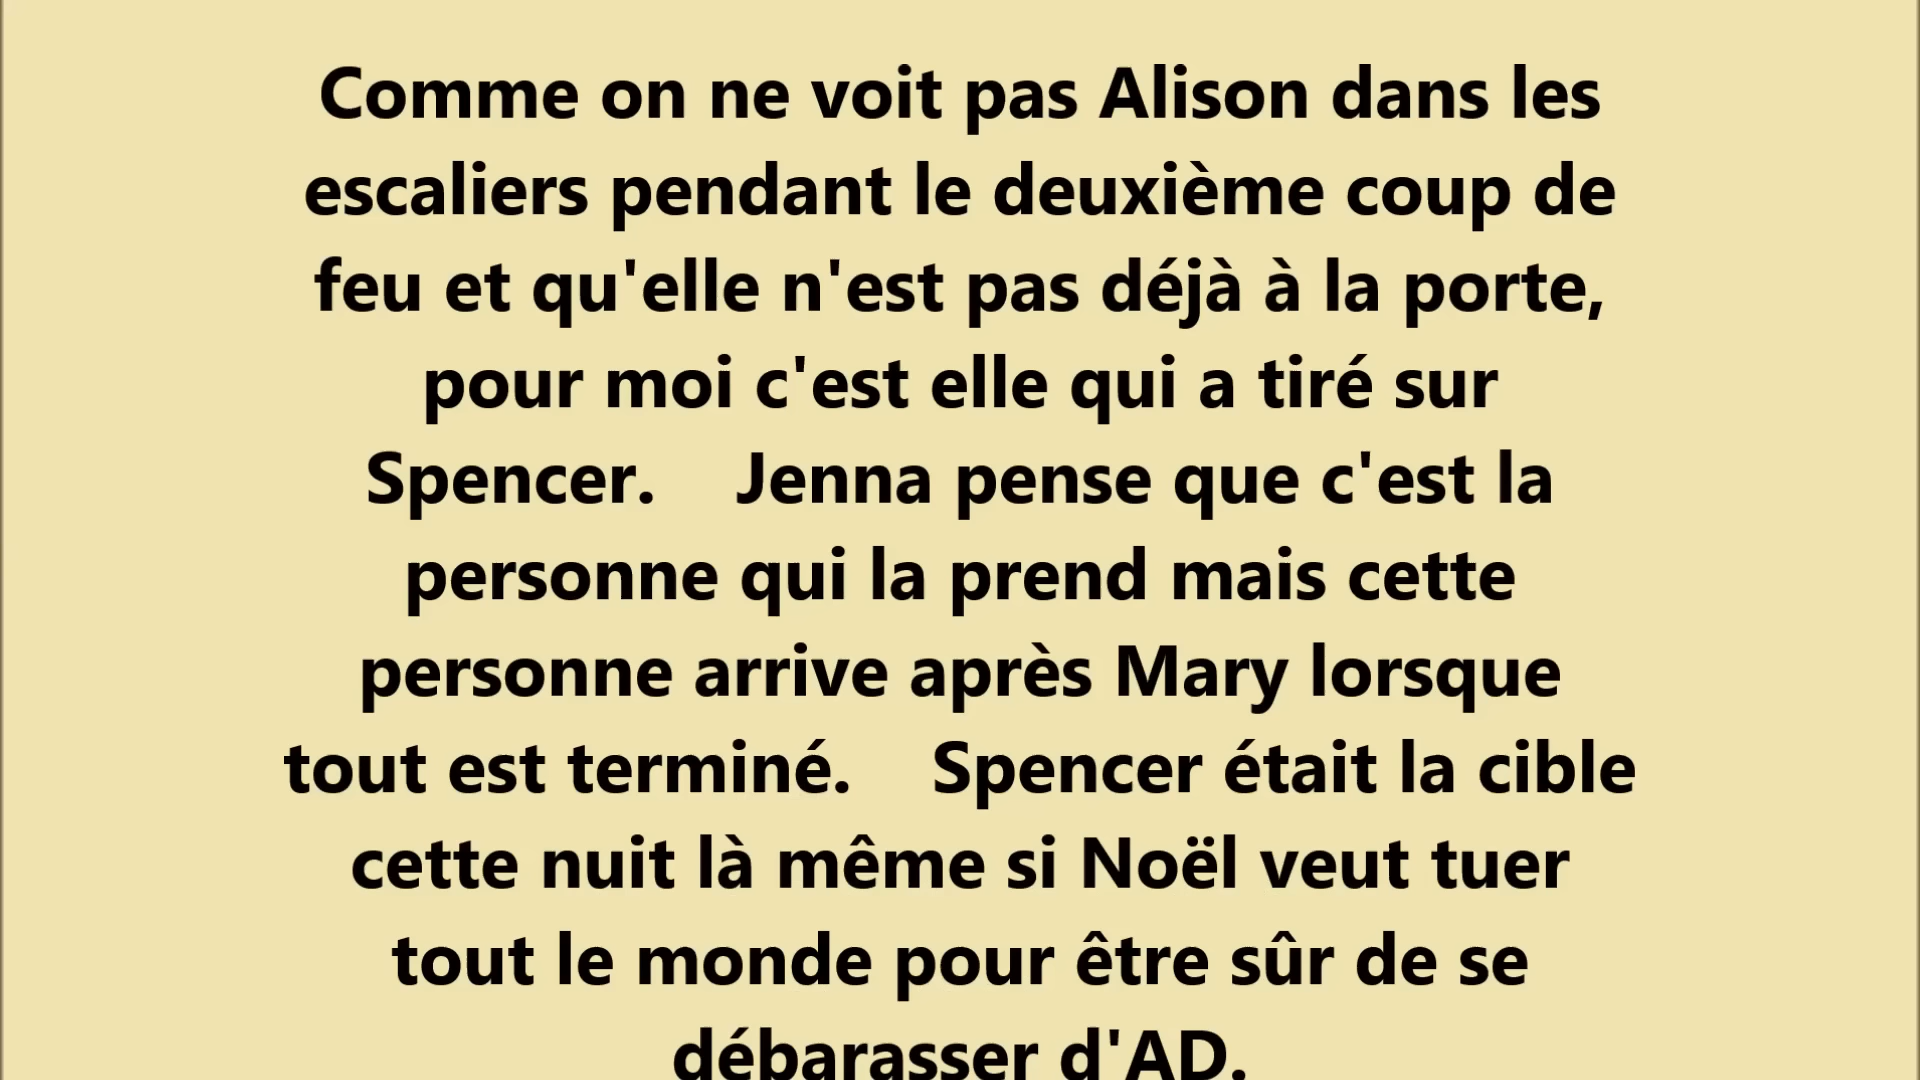 Comme on ne voit pas Alison dans les
escaliers pendant le deuxième coup de
feu et qu'elle n'est pas déjà à la porte,
pour moi c'est elle qui a tiré sur
Spencer.    Jenna pense que c'est la
personne qui la prend mais cette
personne arrive après Mary lorsque
tout est terminé.    Spencer était la cible
cette nuit là même si Noël veut tuer
tout le monde pour être sûr de se
débarasser d'AD.